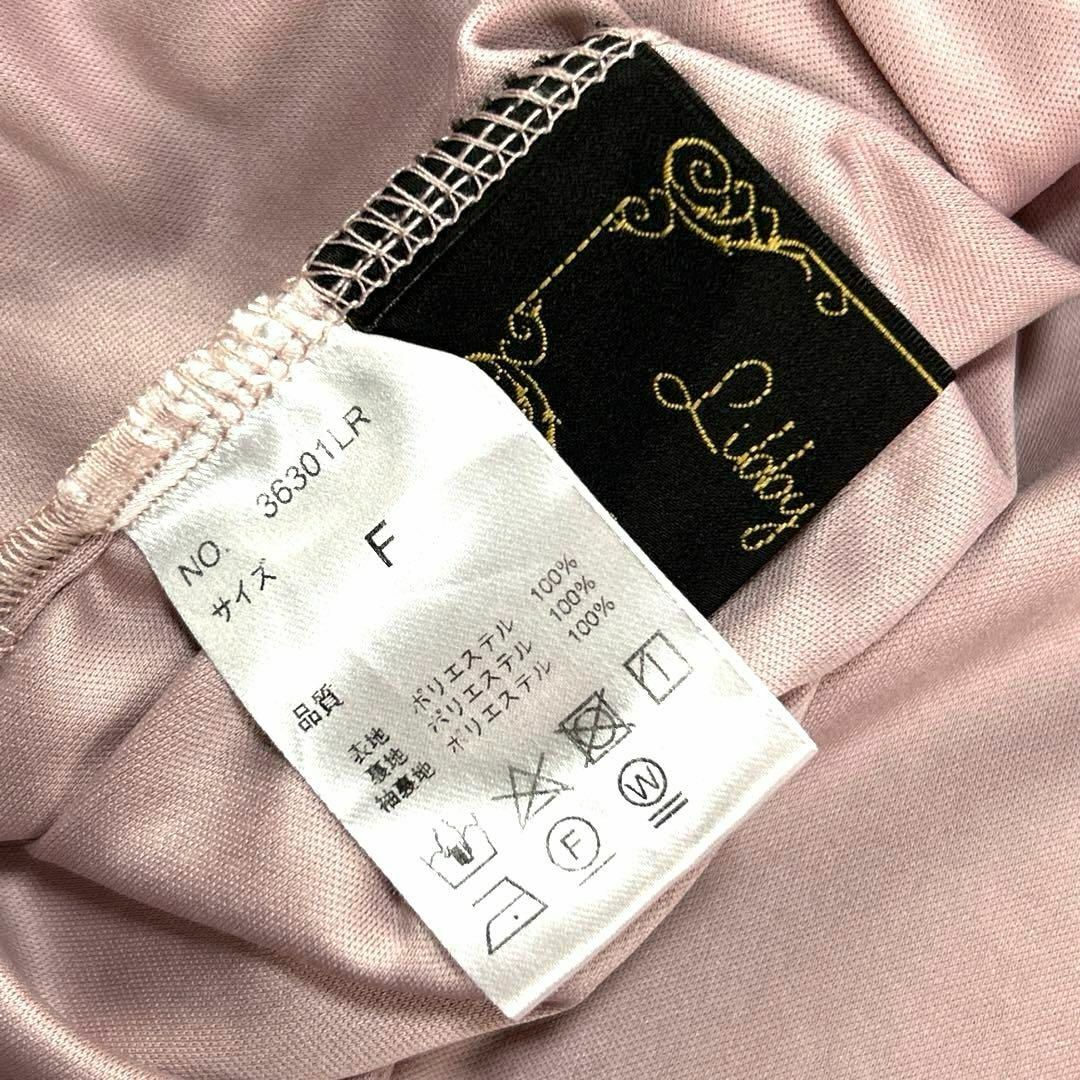 Libby
NO. 36301LR
サイズ F
品質
表地 ポリエステル 100%
裏地 ポリエステル 100%
袖裏地 ポリエステル 100%
F
W